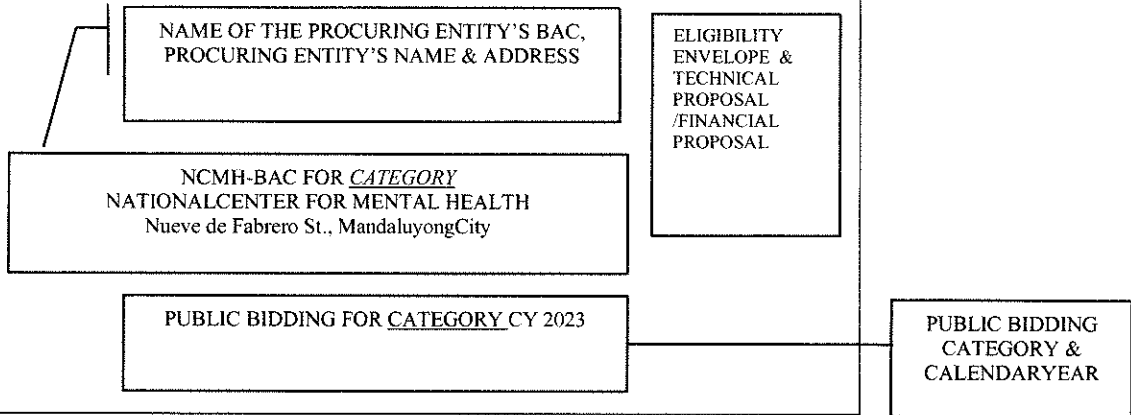 NAME OF THE PROCURING ENTITY'S BAC,
PROCURING ENTITY'S NAME & ADDRESS
ELIGIBILITY
ENVELOPE &
TECHNICAL
PROPOSAL
/FINANCIAL
PROPOSAL
NCMH-BAC FOR CATEGORY
NATIONALCENTER FOR MENTAL HEALTH
Nueve de Fabrero St., MandaluyongCity
PUBLIC BIDDING FOR CATEGORY CY 2023
PUBLIC BIDDING
CATEGORY &
CALENDARYEAR